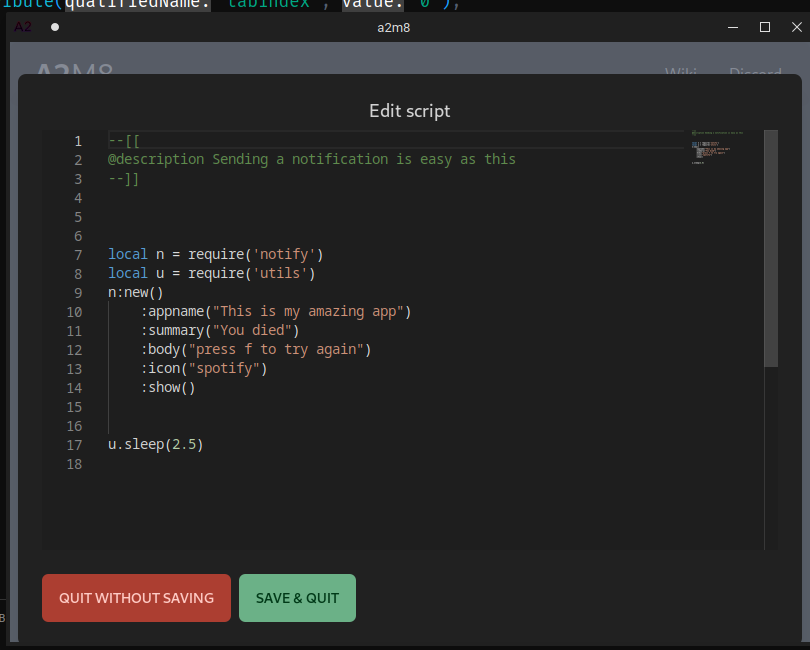 ibute(qualifiedName: "tabindex", value: "0");
A2
a2m8
A2M8
Wiki Discord
Edit script
1 --[[
2 @description Sending a notification is easy as this
3 --]]
4
5
6
7 local n = require('notify')
8 local u = require('utils')
9 n:new()
10 :appname("This is my amazing app")
11 :summary("You died")
12 :body("press f to try again")
13 :icon("spotify")
14 :show()
15
16
17 u.sleep(2.5)
18
B
QUIT WITHOUT SAVING SAVE & QUIT